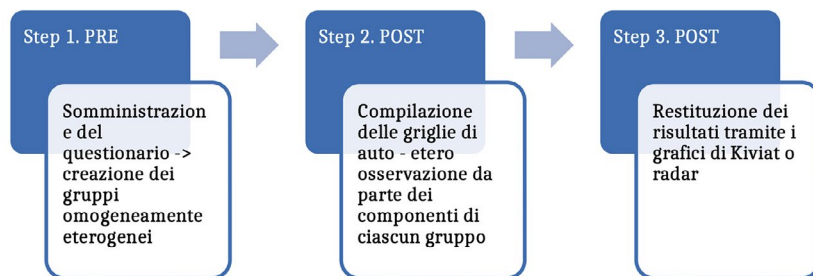 Step 1. PRE
Somministrazion
e del
questionario ->
creazione dei
gruppi
omogeneamente
eterogenei
Step 2. POST
Compilazione
delle griglie di
auto - etero
osservazione da
parte dei
componenti di
ciascun gruppo
Step 3. POST
Restituzione dei
risultati tramite i
grafici di Kiviat o
radar